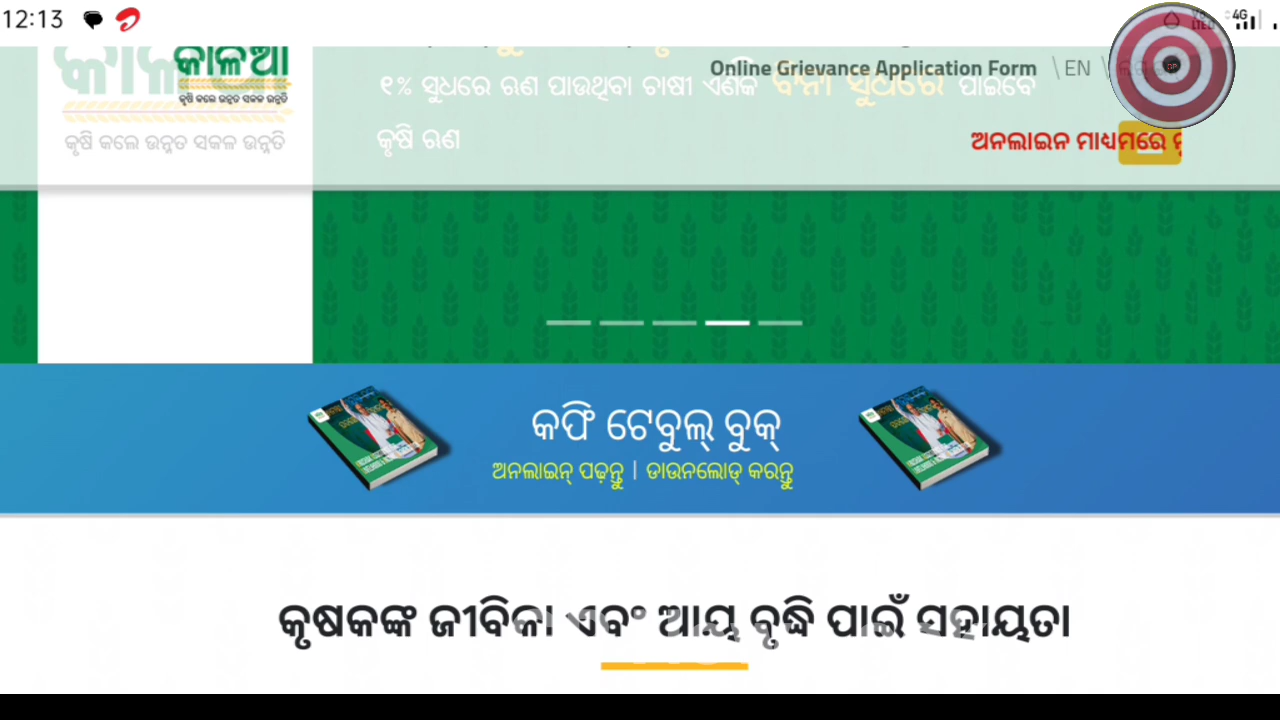 12:13
4G
କାଳିଆ
କୃଷି କଲେ ଉନ୍ନତ ସକଳ ଉନ୍ନତି
Online Grievance Application Form
EN
୧% ସୁଧରେ ଋଣ ପାଉଥିବା ଚାଷୀ ଏଣିକି ବିନା ସୁଧରେ ପାଇବେ
କୃଷି ଋଣ
କୃଷି କଲେ ଉନ୍ନତ ସକଳ ଉନ୍ନତି
ଅନଲାଇନ ମାଧ୍ୟମରେ
କଫି ଟେବୁଲ୍ ବୁକ୍
ଅନଲାଇନ୍ ପଢ଼ନ୍ତୁ | ଡାଉନଲୋଡ୍ କରନ୍ତୁ
କୃଷକଙ୍କ ଜୀବିକା ଏବଂ ଆୟ ବୃଦ୍ଧି ପାଇଁ ସହାୟତା